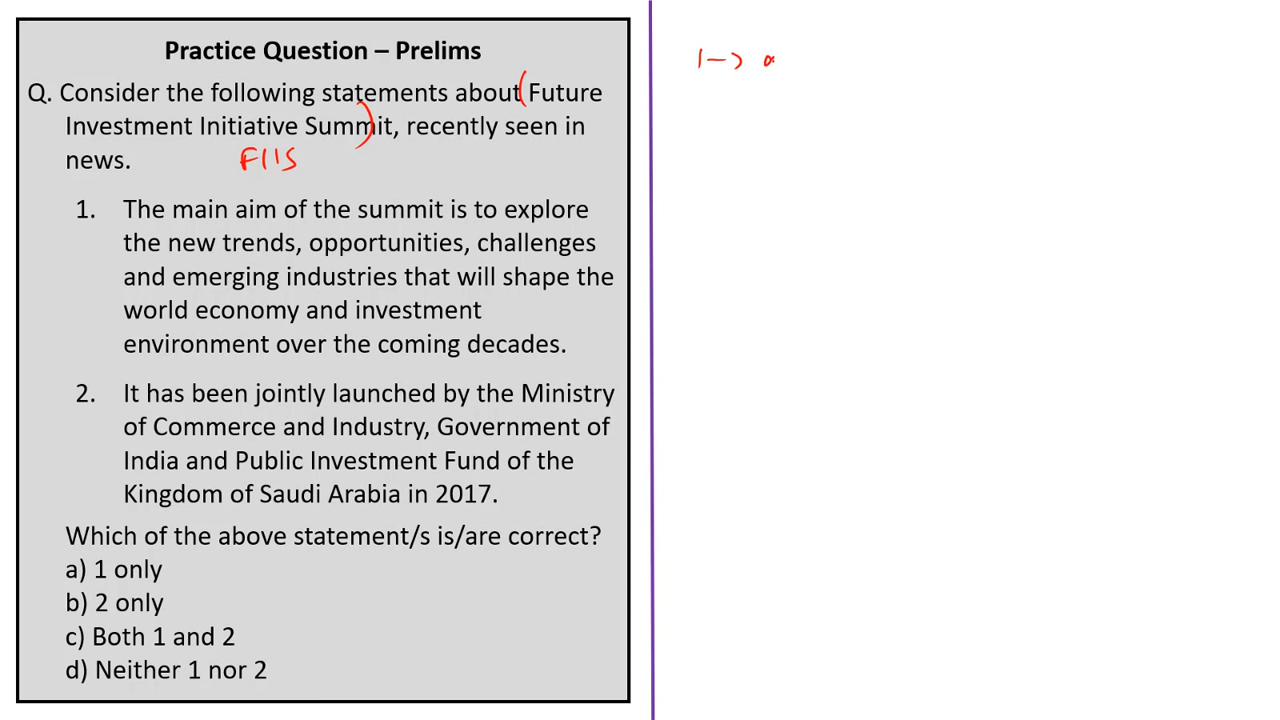 Practice Question – Prelims
Q. Consider the following statements about (Future
Investment Initiative Summit), recently seen in
news.
FIIS
1. The main aim of the summit is to explore
the new trends, opportunities, challenges
and emerging industries that will shape the
world economy and investment
environment over the coming decades.
2. It has been jointly launched by the Ministry
of Commerce and Industry, Government of
India and Public Investment Fund of the
Kingdom of Saudi Arabia in 2017.
Which of the above statement/s is/are correct?
a) 1 only
b) 2 only
c) Both 1 and 2
d) Neither 1 nor 2
1 →